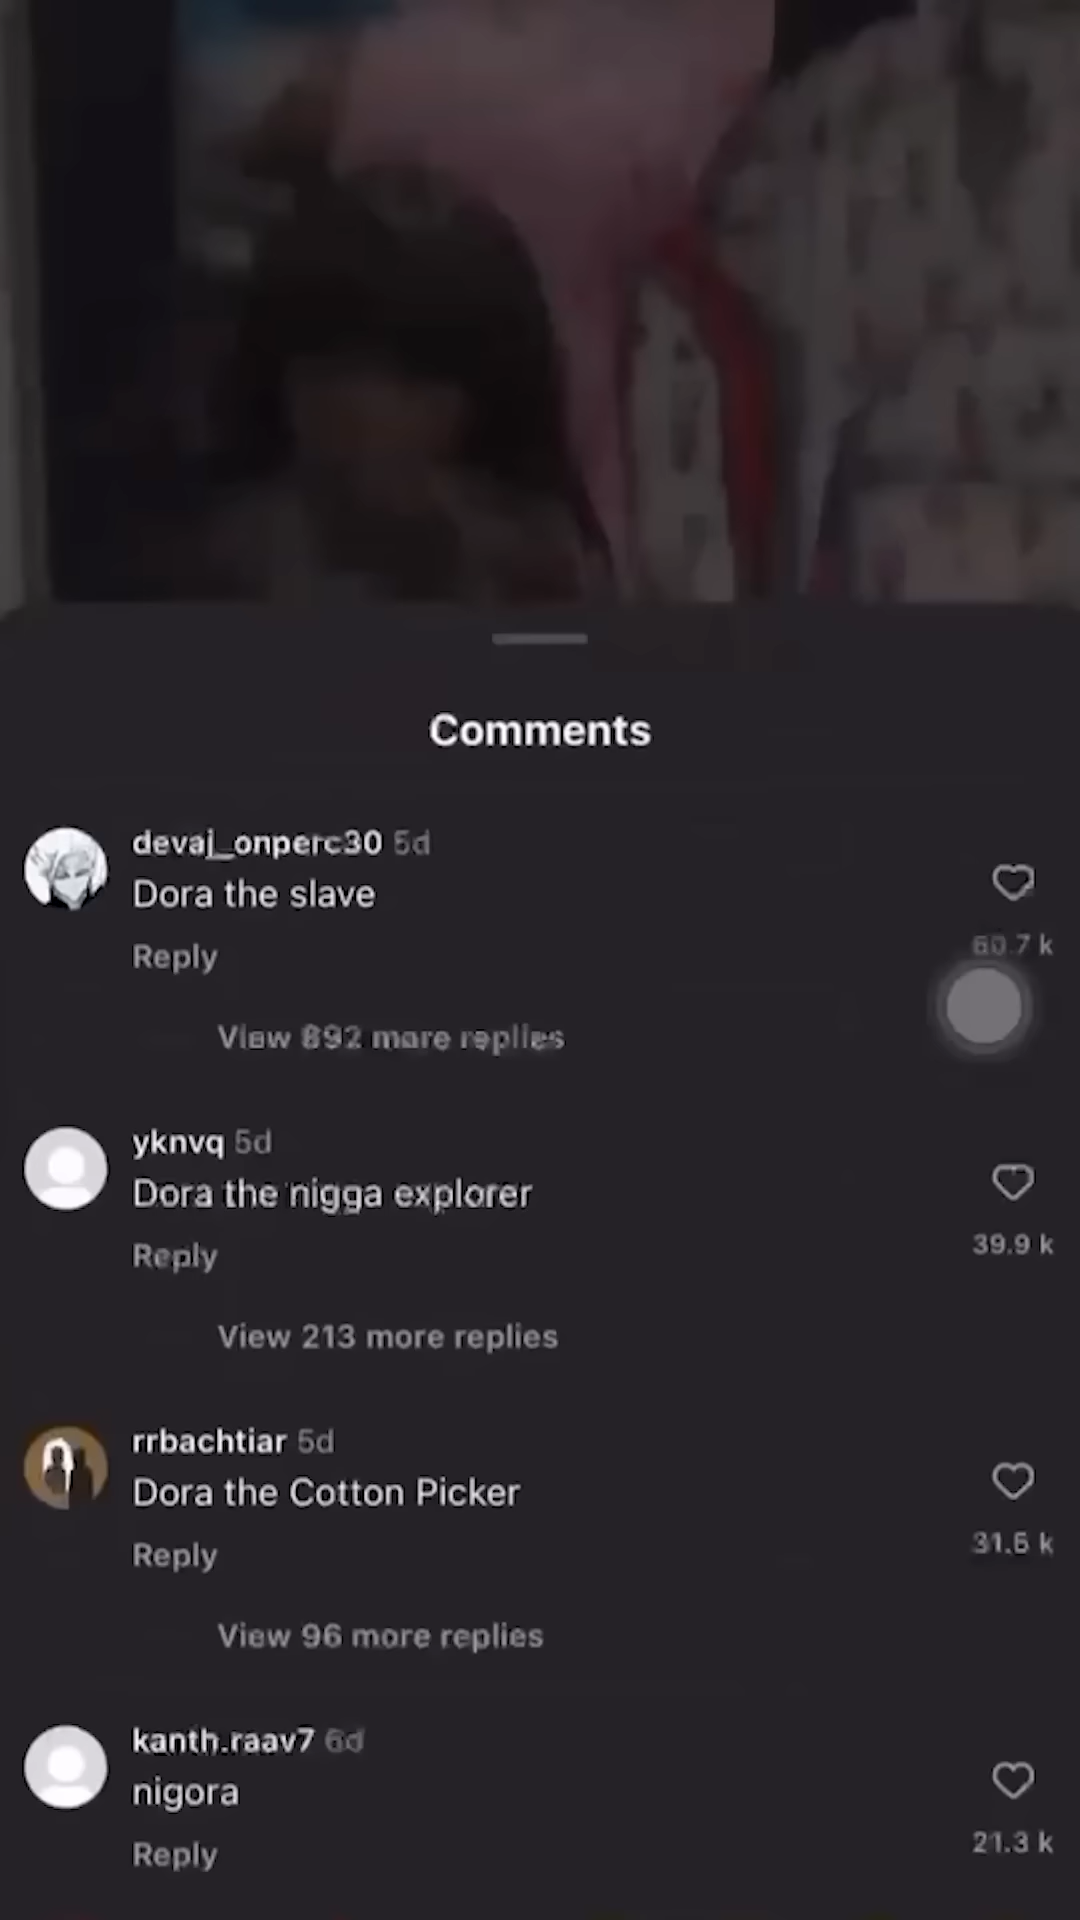 Comments
devaj_onperc30 5d
Dora the slave
60.7 k
Reply
View 892 more replies
yknvq 5d
Dora the nigga explorer
39.9 k
Reply
View 213 more replies
rrbachtiar 5d
Dora the Cotton Picker
31.5 k
Reply
View 96 more replies
kanth.raav7 6d
nigora
21.3 k
Reply